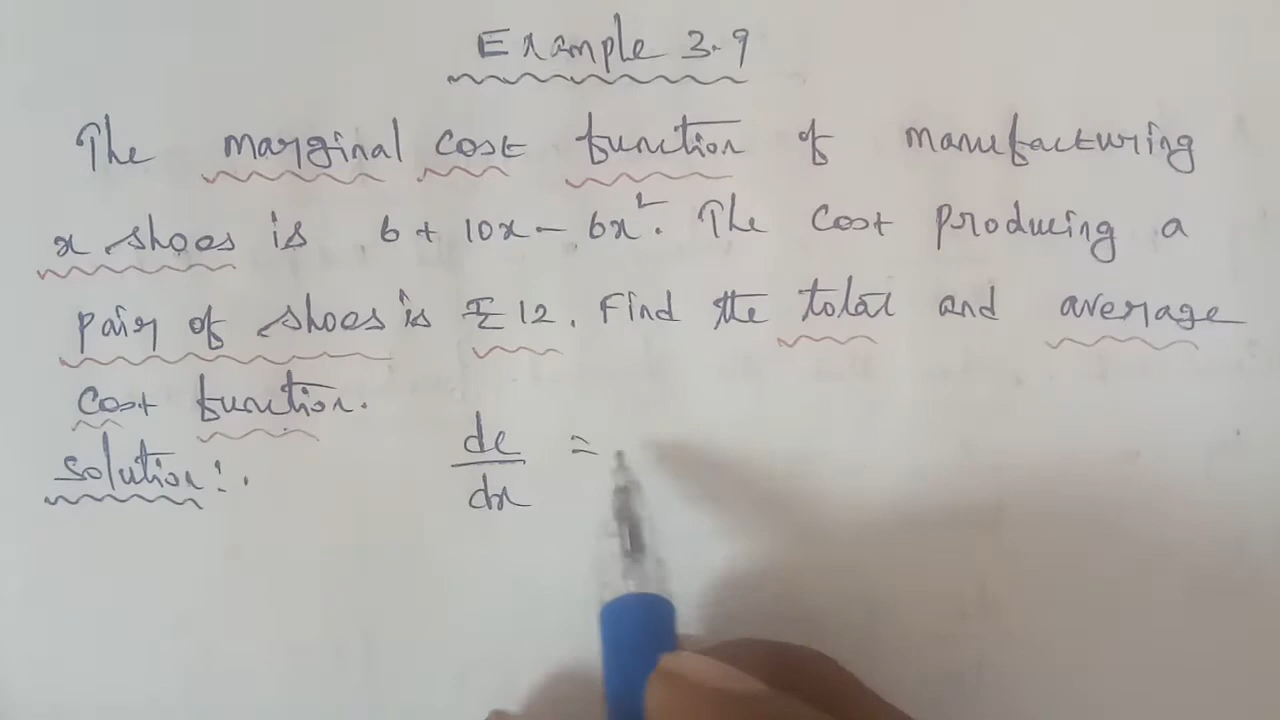 Example 3.9
The marginal cost function of manufacturing
x shoes is 6 + 10x - 6x². The cost producing a
pair of shoes is ₹12. Find the total and average
cost function.
solution:.
dc/dx =